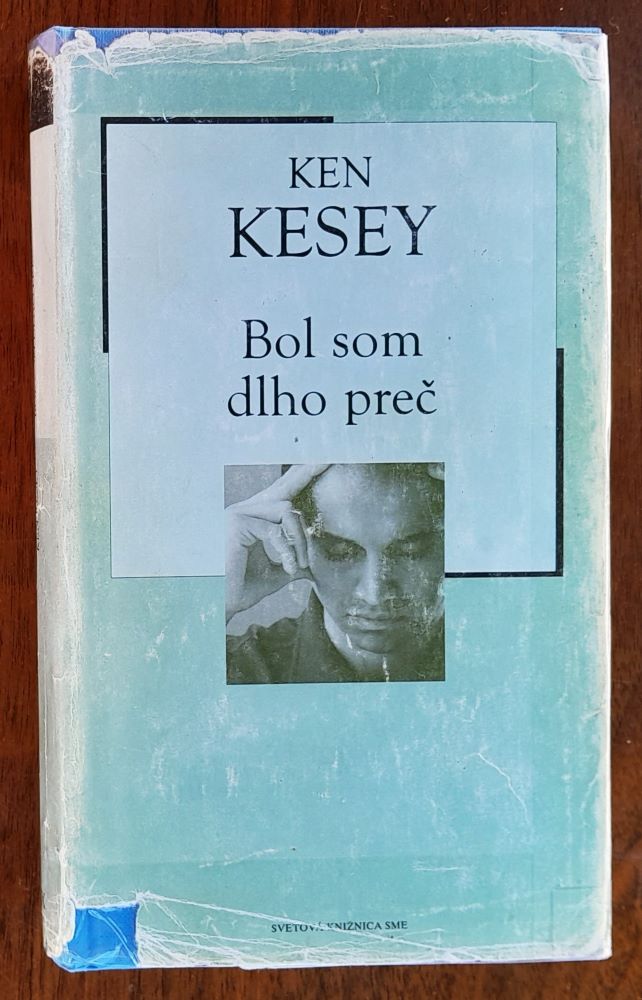 KEN
KESEY
Bol som
dlho preč
SVETOVÁ KNIŽNICA SME